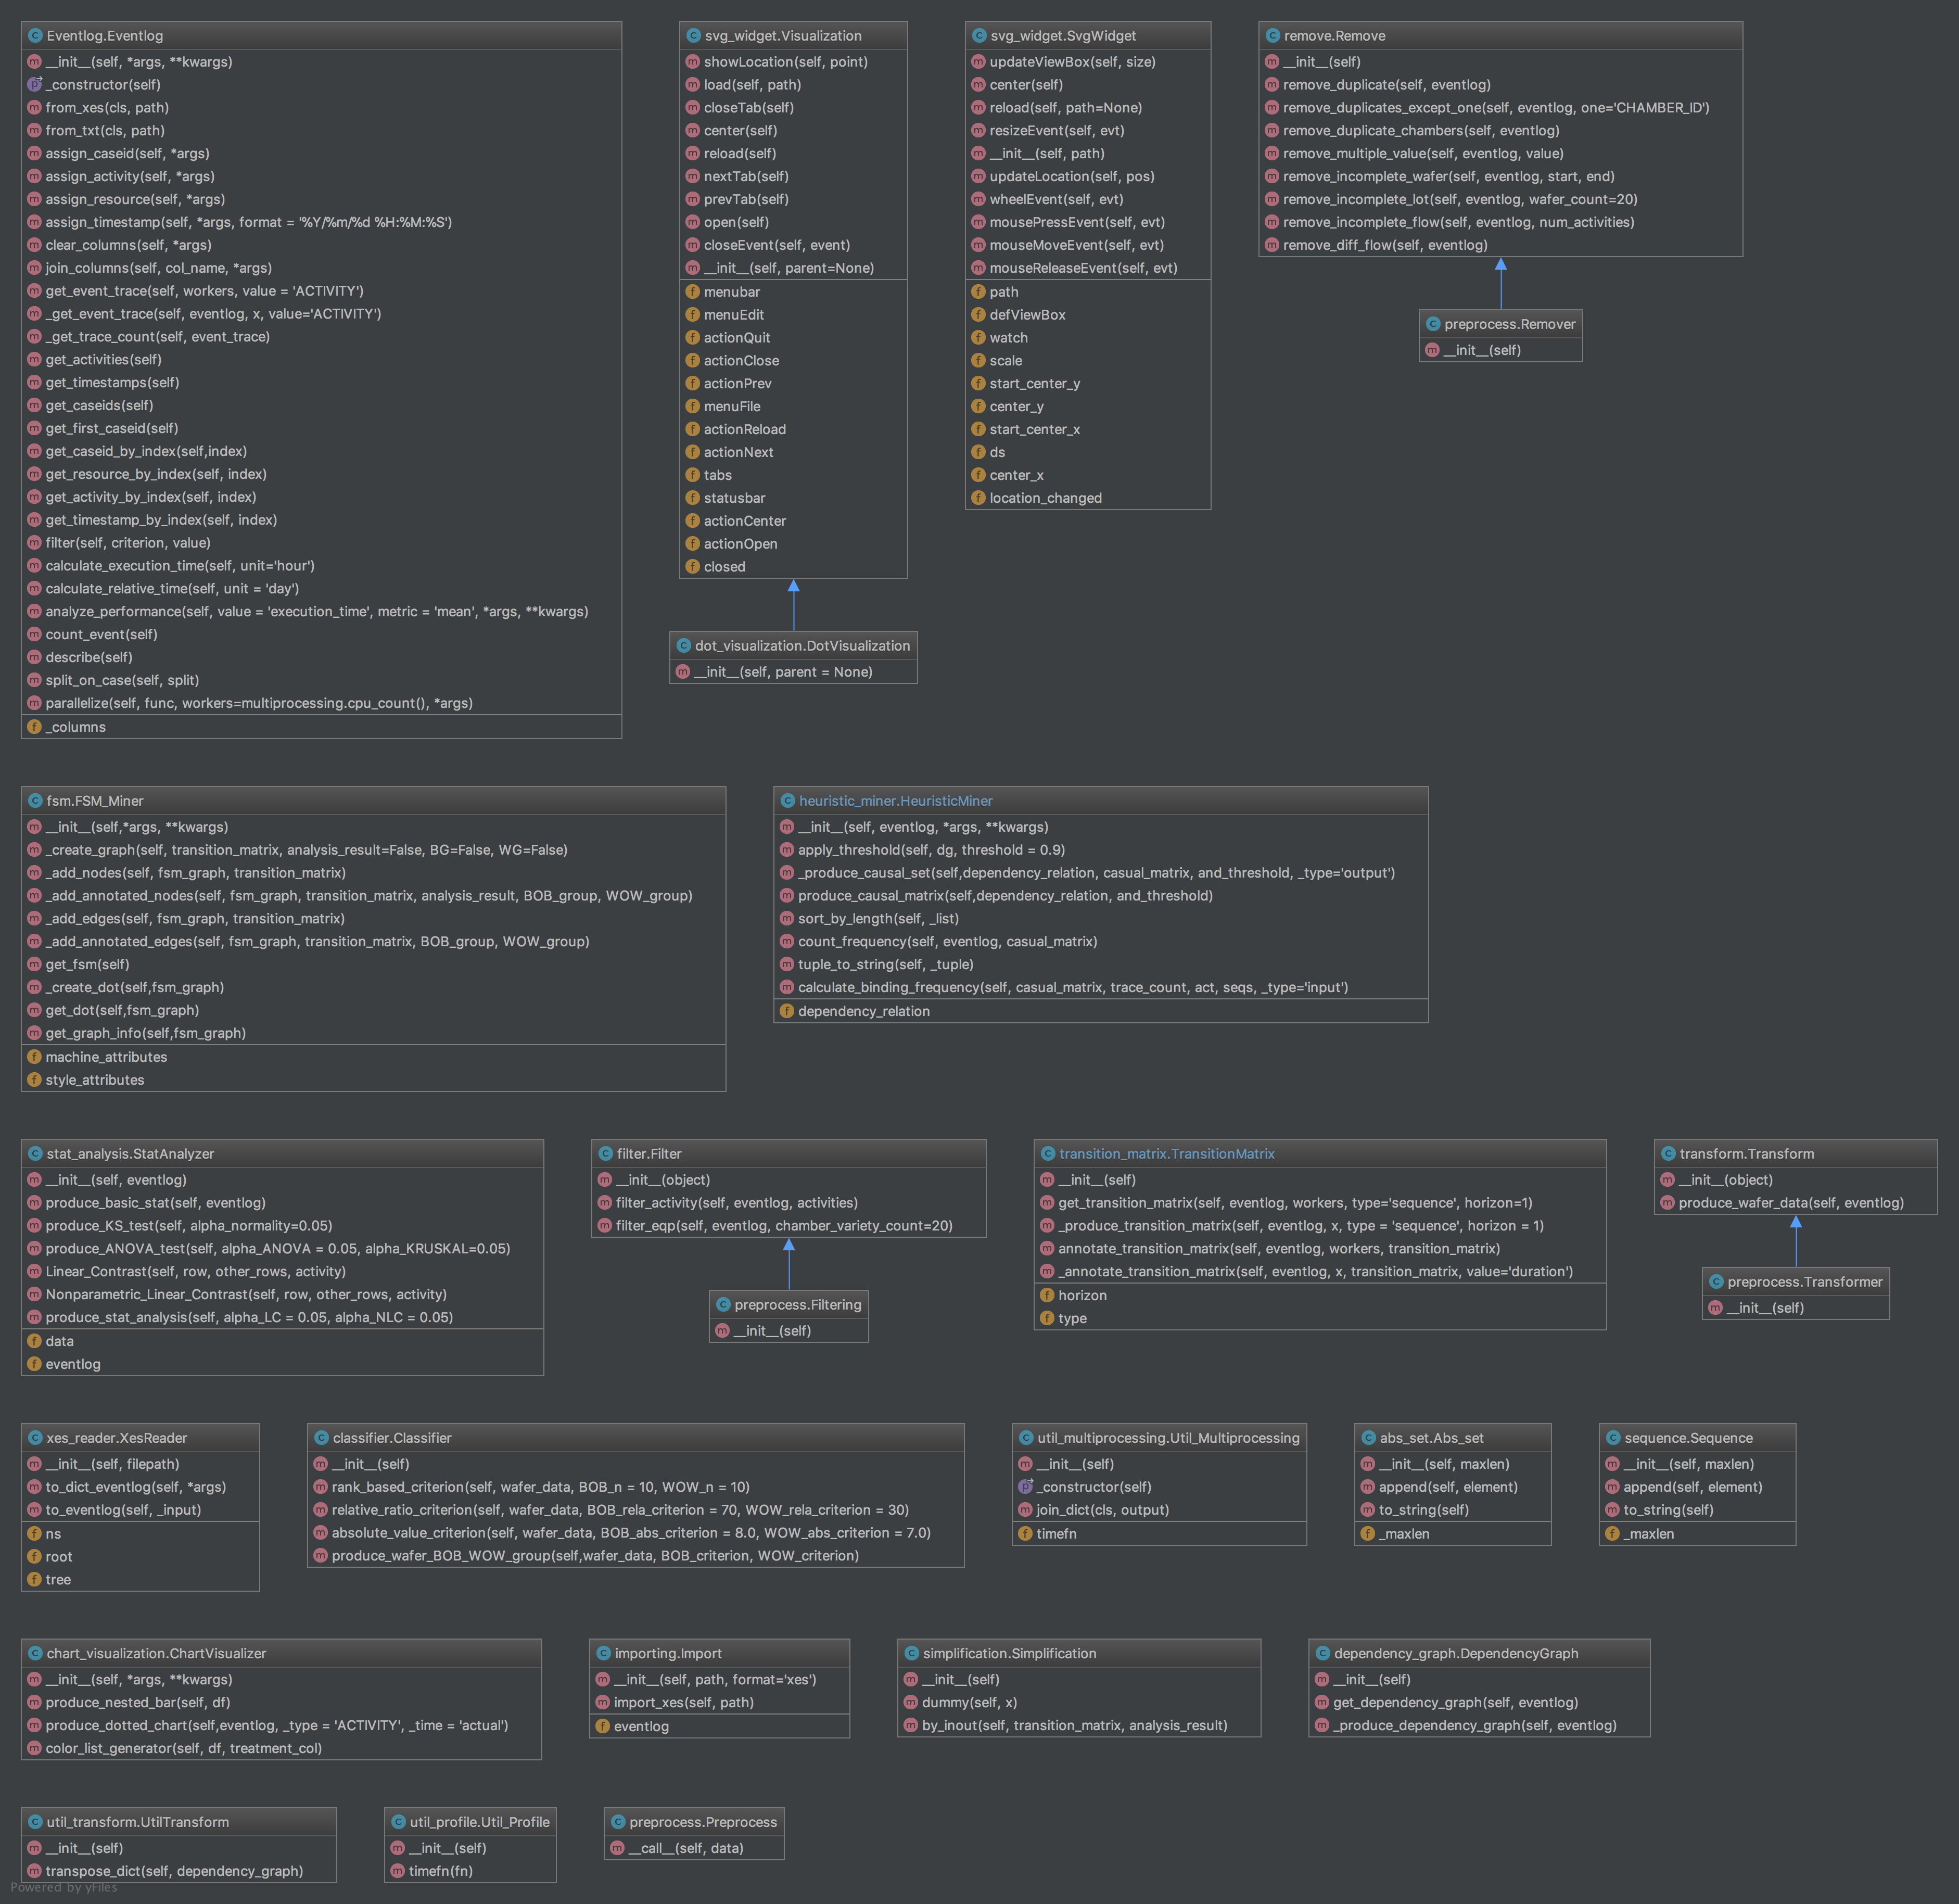 Eventlog.Eventlog
__init__(self, *args, **kwargs)
_constructor(self)
from_xes(cls, path)
from_txt(cls, path)
assign_caseid(self, *args)
assign_activity(self, *args)
assign_resource(self, *args)
assign_timestamp(self, *args, format = '%Y/%m/%d %H:%M:%S')
clear_columns(self, *args)
join_columns(self, col_name, *args)
get_event_trace(self, workers, value = 'ACTIVITY')
_get_event_trace(self, eventlog, x, value='ACTIVITY')
_get_trace_count(self, event_trace)
get_activities(self)
get_timestamps(self)
get_caseids(self)
get_first_caseid(self)
get_caseid_by_index(self,index)
get_resource_by_index(self, index)
get_activity_by_index(self, index)
get_timestamp_by_index(self, index)
filter(self, criterion, value)
calculate_execution_time(self, unit='hour')
calculate_relative_time(self, unit = 'day')
analyze_performance(self, value = 'execution_time', metric = 'mean', *args, **kwargs)
count_event(self)
describe(self)
split_on_case(self, split)
parallelize(self, func, workers=multiprocessing.cpu_count(), *args)
_columns
svg_widget.Visualization
showLocation(self, point)
load(self, path)
closeTab(self)
center(self)
reload(self)
nextTab(self)
prevTab(self)
open(self)
closeEvent(self, event)
__init__(self, parent=None)
menubar
menuEdit
actionQuit
actionClose
actionPrev
menuFile
actionReload
actionNext
tabs
statusbar
actionCenter
actionOpen
closed
dot_visualization.DotVisualization
__init__(self, parent = None)
svg_widget.SvgWidget
updateViewBox(self, size)
center(self)
reload(self, path=None)
resizeEvent(self, evt)
__init__(self, path)
updateLocation(self, pos)
wheelEvent(self, evt)
mousePressEvent(self, evt)
mouseMoveEvent(self, evt)
mouseReleaseEvent(self, evt)
path
defViewBox
watch
scale
start_center_y
center_y
start_center_x
ds
center_x
location_changed
remove.Remove
__init__(self)
remove_duplicate(self, eventlog)
remove_duplicates_except_one(self, eventlog, one='CHAMBER_ID')
remove_duplicate_chambers(self, eventlog)
remove_multiple_value(self, eventlog, value)
remove_incomplete_wafer(self, eventlog, start, end)
remove_incomplete_lot(self, eventlog, wafer_count=20)
remove_incomplete_flow(self, eventlog, num_activities)
remove_diff_flow(self, eventlog)
preprocess.Remover
__init__(self)
fsm.FSM_Miner
__init__(self,*args, **kwargs)
_create_graph(self, transition_matrix, analysis_result=False, BG=False, WG=False)
_add_nodes(self, fsm_graph, transition_matrix)
_add_annotated_nodes(self, fsm_graph, transition_matrix, analysis_result, BOB_group, WOW_group)
_add_edges(self, fsm_graph, transition_matrix)
_add_annotated_edges(self, fsm_graph, transition_matrix, BOB_group, WOW_group)
get_fsm(self)
_create_dot(self,fsm_graph)
get_dot(self,fsm_graph)
get_graph_info(self,fsm_graph)
machine_attributes
style_attributes
heuristic_miner.HeuristicMiner
__init__(self, eventlog, *args, **kwargs)
apply_threshold(self, dg, threshold = 0.9)
_produce_causal_set(self,dependency_relation, casual_matrix, and_threshold, _type='output')
produce_causal_matrix(self,dependency_relation, and_threshold)
sort_by_length(self, _list)
count_frequency(self, eventlog, casual_matrix)
tuple_to_string(self, _tuple)
calculate_binding_frequency(self, casual_matrix, trace_count, act, seqs, _type='input')
dependency_relation
stat_analysis.StatAnalyzer
__init__(self, eventlog)
produce_basic_stat(self, eventlog)
produce_KS_test(self, alpha_normality=0.05)
produce_ANOVA_test(self, alpha_ANOVA = 0.05, alpha_KRUSKAL=0.05)
Linear_Contrast(self, row, other_rows, activity)
Nonparametric_Linear_Contrast(self, row, other_rows, activity)
produce_stat_analysis(self, alpha_LC = 0.05, alpha_NLC = 0.05)
data
eventlog
filter.Filter
__init__(object)
filter_activity(self, eventlog, activities)
filter_eqp(self, eventlog, chamber_variety_count=20)
preprocess.Filtering
__init__(self)
transition_matrix.TransitionMatrix
__init__(self)
get_transition_matrix(self, eventlog, workers, type='sequence', horizon=1)
_produce_transition_matrix(self, eventlog, x, type = 'sequence', horizon = 1)
annotate_transition_matrix(self, eventlog, workers, transition_matrix)
_annotate_transition_matrix(self, eventlog, x, transition_matrix, value='duration')
horizon
type
transform.Transform
__init__(object)
produce_wafer_data(self, eventlog)
preprocess.Transformer
__init__(self)
xes_reader.XesReader
__init__(self, filepath)
to_dict_eventlog(self, *args)
to_eventlog(self, _input)
ns
root
tree
classifier.Classifier
__init__(self)
rank_based_criterion(self, wafer_data, BOB_n = 10, WOW_n = 10)
relative_ratio_criterion(self, wafer_data, BOB_rela_criterion = 70, WOW_rela_criterion = 30)
absolute_value_criterion(self, wafer_data, BOB_abs_criterion = 8.0, WOW_abs_criterion = 7.0)
produce_wafer_BOB_WOW_group(self,wafer_data, BOB_criterion, WOW_criterion)
util_multiprocessing.Util_Multiprocessing
__init__(self)
_constructor(self)
join_dict(cls, output)
timefn
abs_set.Abs_set
__init__(self, maxlen)
append(self, element)
to_string(self)
_maxlen
sequence.Sequence
__init__(self, maxlen)
append(self, element)
to_string(self)
_maxlen
chart_visualization.ChartVisualizer
__init__(self, *args, **kwargs)
produce_nested_bar(self, df)
produce_dotted_chart(self,eventlog, _type = 'ACTIVITY', _time = 'actual')
color_list_generator(self, df, treatment_col)
importing.Import
__init__(self, path, format='xes')
import_xes(self, path)
eventlog
simplification.Simplification
__init__(self)
dummy(self, x)
by_inout(self, transition_matrix, analysis_result)
dependency_graph.DependencyGraph
__init__(self)
get_dependency_graph(self, eventlog)
_produce_dependency_graph(self, eventlog)
util_transform.UtilTransform
__init__(self)
transpose_dict(self, dependency_graph)
util_profile.Util_Profile
__init__(self)
timefn(fn)
preprocess.Preprocess
__call__(self, data)
Powered by yFiles